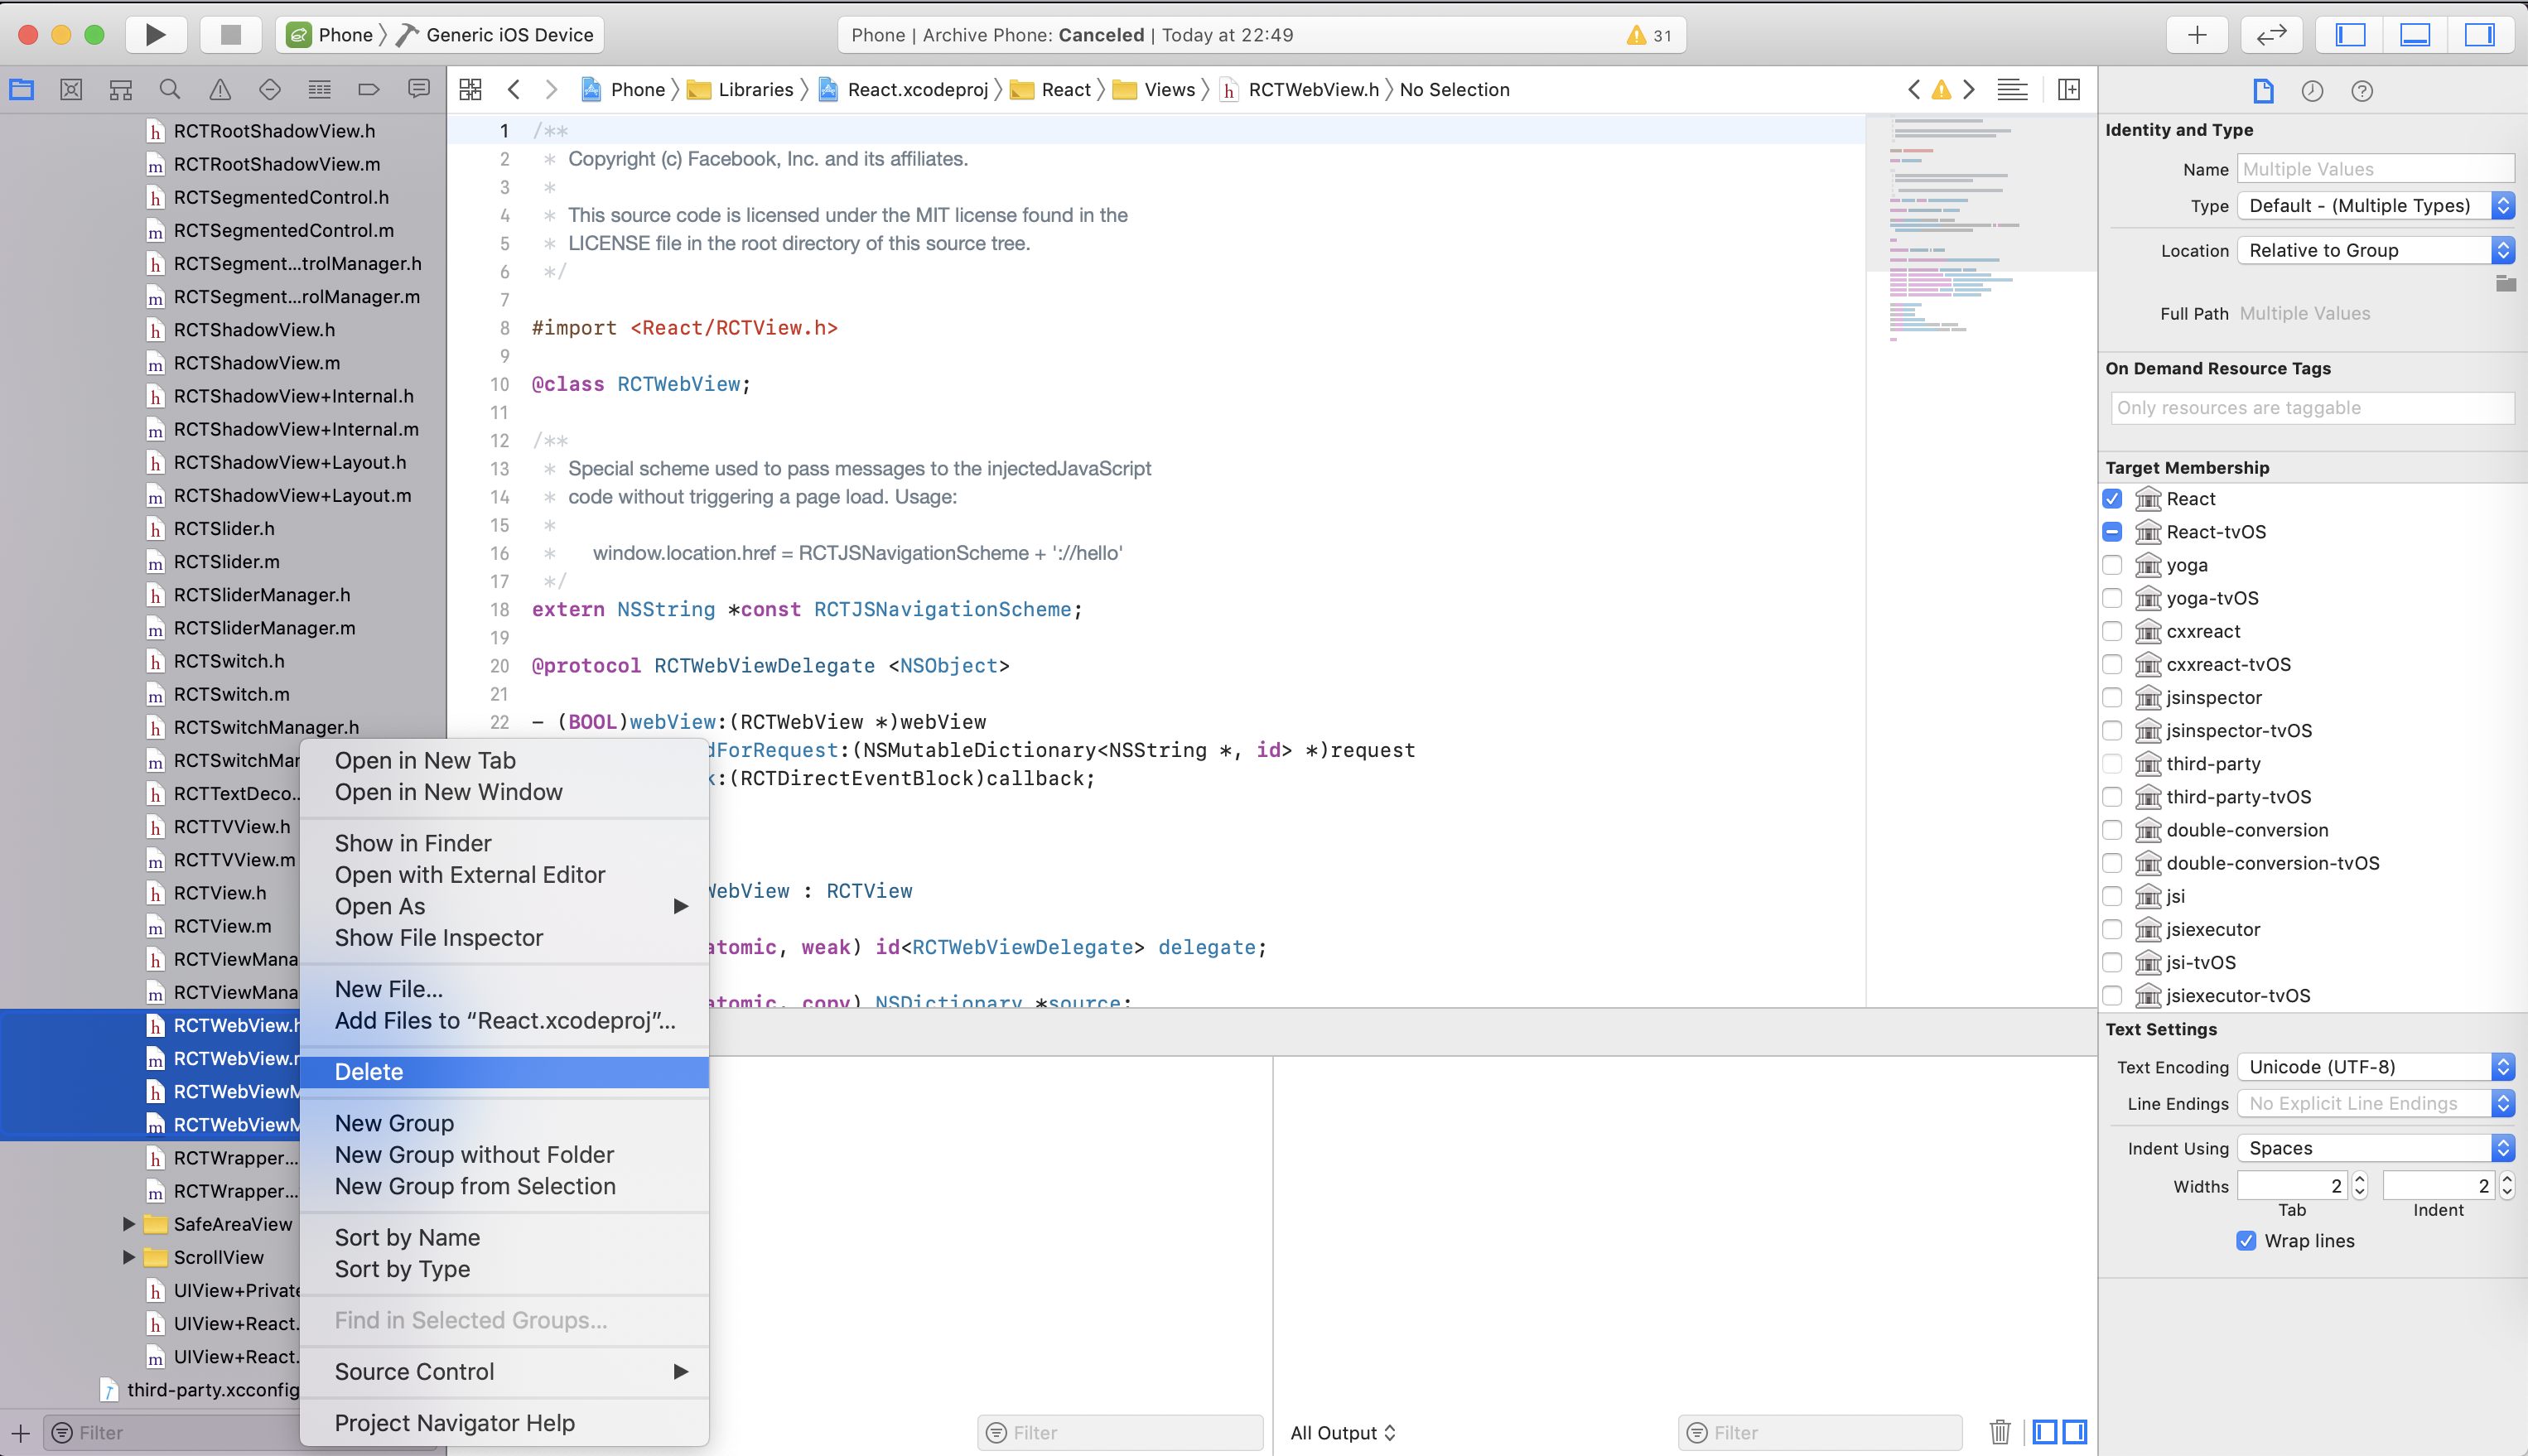 Phone 〉 Generic iOS Device
Phone | Archive Phone: Canceled | Today at 22:49
31
Phone 〉 Libraries 〉 React.xcodeproj 〉 React 〉 Views 〉 h RCTWebView.h 〉 No Selection
h RCTRootShadowView.h
m RCTRootShadowView.m
h RCTSegmentedControl.h
m RCTSegmentedControl.m
h RCTSegment...trolManager.h
m RCTSegment...rolManager.m
h RCTShadowView.h
m RCTShadowView.m
h RCTShadowView+Internal.h
m RCTShadowView+Internal.m
h RCTShadowView+Layout.h
m RCTShadowView+Layout.m
h RCTSlider.h
m RCTSlider.m
h RCTSliderManager.h
m RCTSliderManager.m
h RCTSwitch.h
m RCTSwitch.m
h RCTSwitchManager.h
m RCTSwitchMan
h RCTTextDeco..
h RCTTVView.h
m RCTTVView.m
h RCTView.h
m RCTView.m
h RCTViewMana
m RCTViewMana
h RCTWebView.h
m RCTWebView.m
h RCTWebViewM
m RCTWebViewM
h RCTWrapper...
m RCTWrapper...
SafeAreaView
ScrollView
h UIView+Private
h UIView+React.
m UIView+React.
third-party.xcconfig
Filter
Open in New Tab
Open in New Window
Show in Finder
Open with External Editor
Open As
Show File Inspector
New File...
Add Files to “React.xcodeproj”...
Delete
New Group
New Group without Folder
New Group from Selection
Sort by Name
Sort by Type
Find in Selected Groups...
Source Control
Project Navigator Help
1 /**
2 * Copyright (c) Facebook, Inc. and its affiliates.
3 *
4 * This source code is licensed under the MIT license found in the
5 * LICENSE file in the root directory of this source tree.
6 */
7
8 #import <React/RCTView.h>
9
10 @class RCTWebView;
11
12 /**
13 * Special scheme used to pass messages to the injectedJavaScript
14 * code without triggering a page load. Usage:
15 *
16 * window.location.href = RCTJSNavigationScheme + '://hello'
17 */
18 extern NSString *const RCTJSNavigationScheme;
19
20 @protocol RCTWebViewDelegate <NSObject>
21
22 - (BOOL)webView:(RCTWebView *)webView
dForRequest:(NSMutableDictionary<NSString *, id> *)request
k:(RCTDirectEventBlock)callback;
WebView : RCTView
atomic, weak) id<RCTWebViewDelegate> delegate;
atomic, copy) NSDictionary *source;
Filter
All Output
Filter
Identity and Type
Name Multiple Values
Type Default - (Multiple Types)
Location Relative to Group
Full Path Multiple Values
On Demand Resource Tags
Only resources are taggable
Target Membership
React
React-tvOS
yoga
yoga-tvOS
cxxreact
cxxreact-tvOS
jsinspector
jsinspector-tvOS
third-party
third-party-tvOS
double-conversion
double-conversion-tvOS
jsi
jsiexecutor
jsi-tvOS
jsiexecutor-tvOS
Text Settings
Text Encoding Unicode (UTF-8)
Line Endings No Explicit Line Endings
Indent Using Spaces
Widths 2 2
Tab Indent
Wrap lines